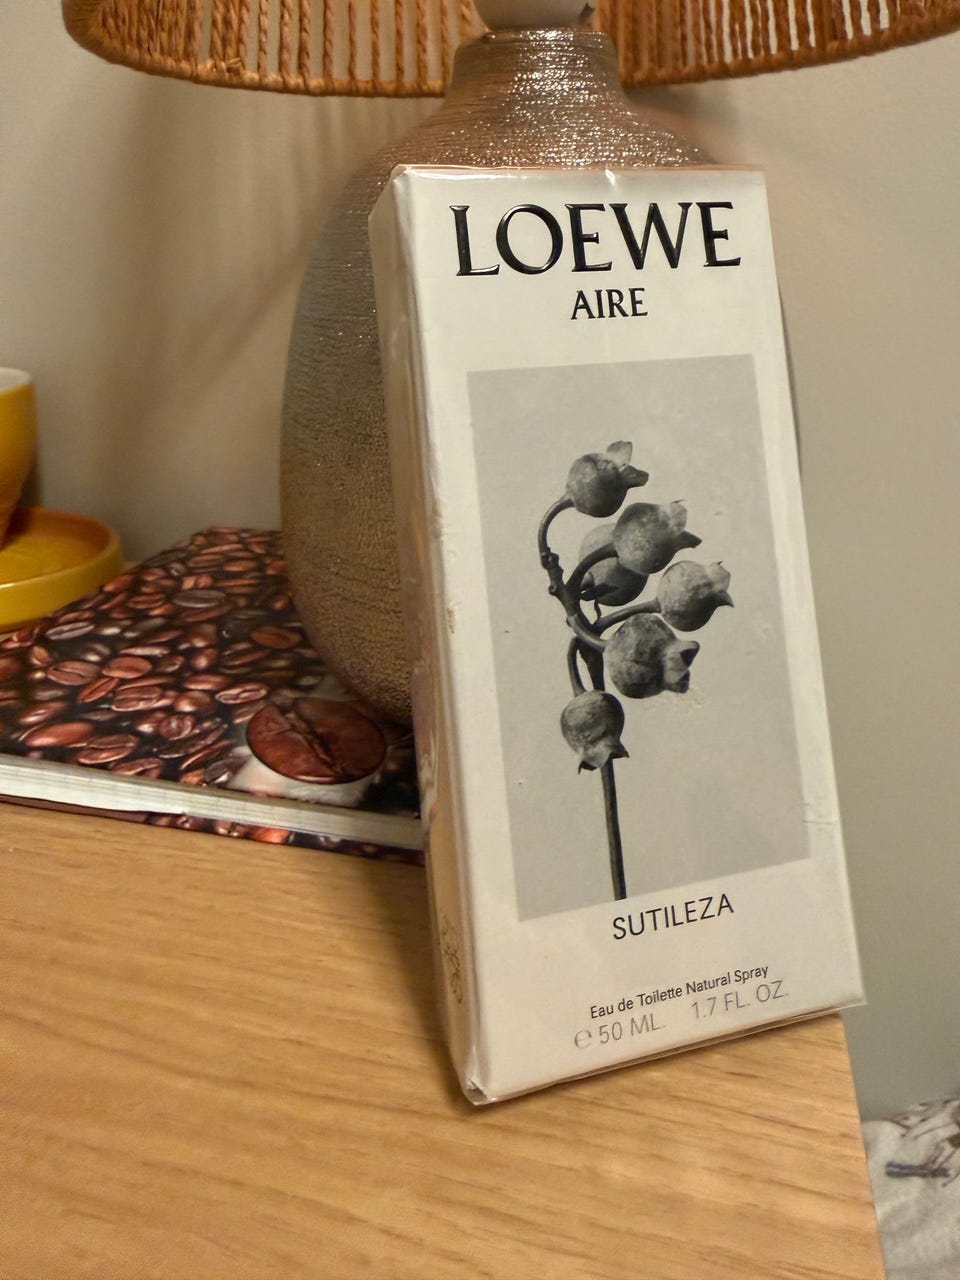 LOEWE
AIRE
SUTILEZA
Eau de Toilette Natural Spray
℮ 50 ML. 1.7 FL. OZ.